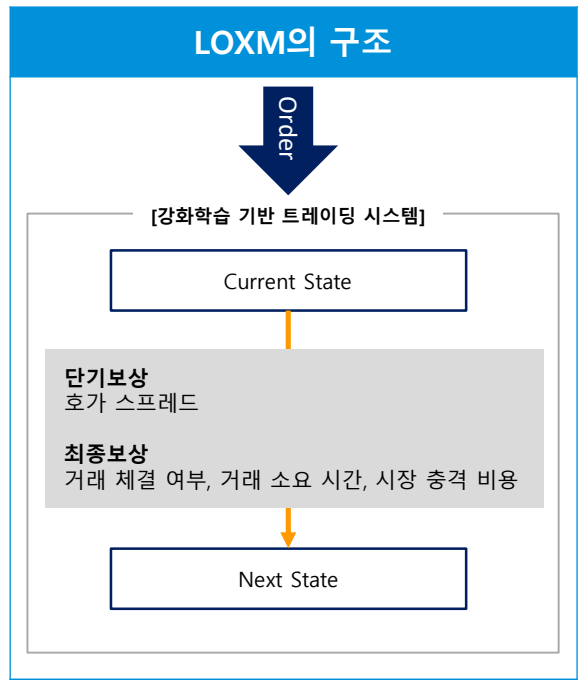 LOXM의 구조
Order
[강화학습 기반 트레이딩 시스템]
Current State
단기보상
호가 스프레드
최종보상
거래 체결 여부, 거래 소요 시간, 시장 충격 비용
Next State